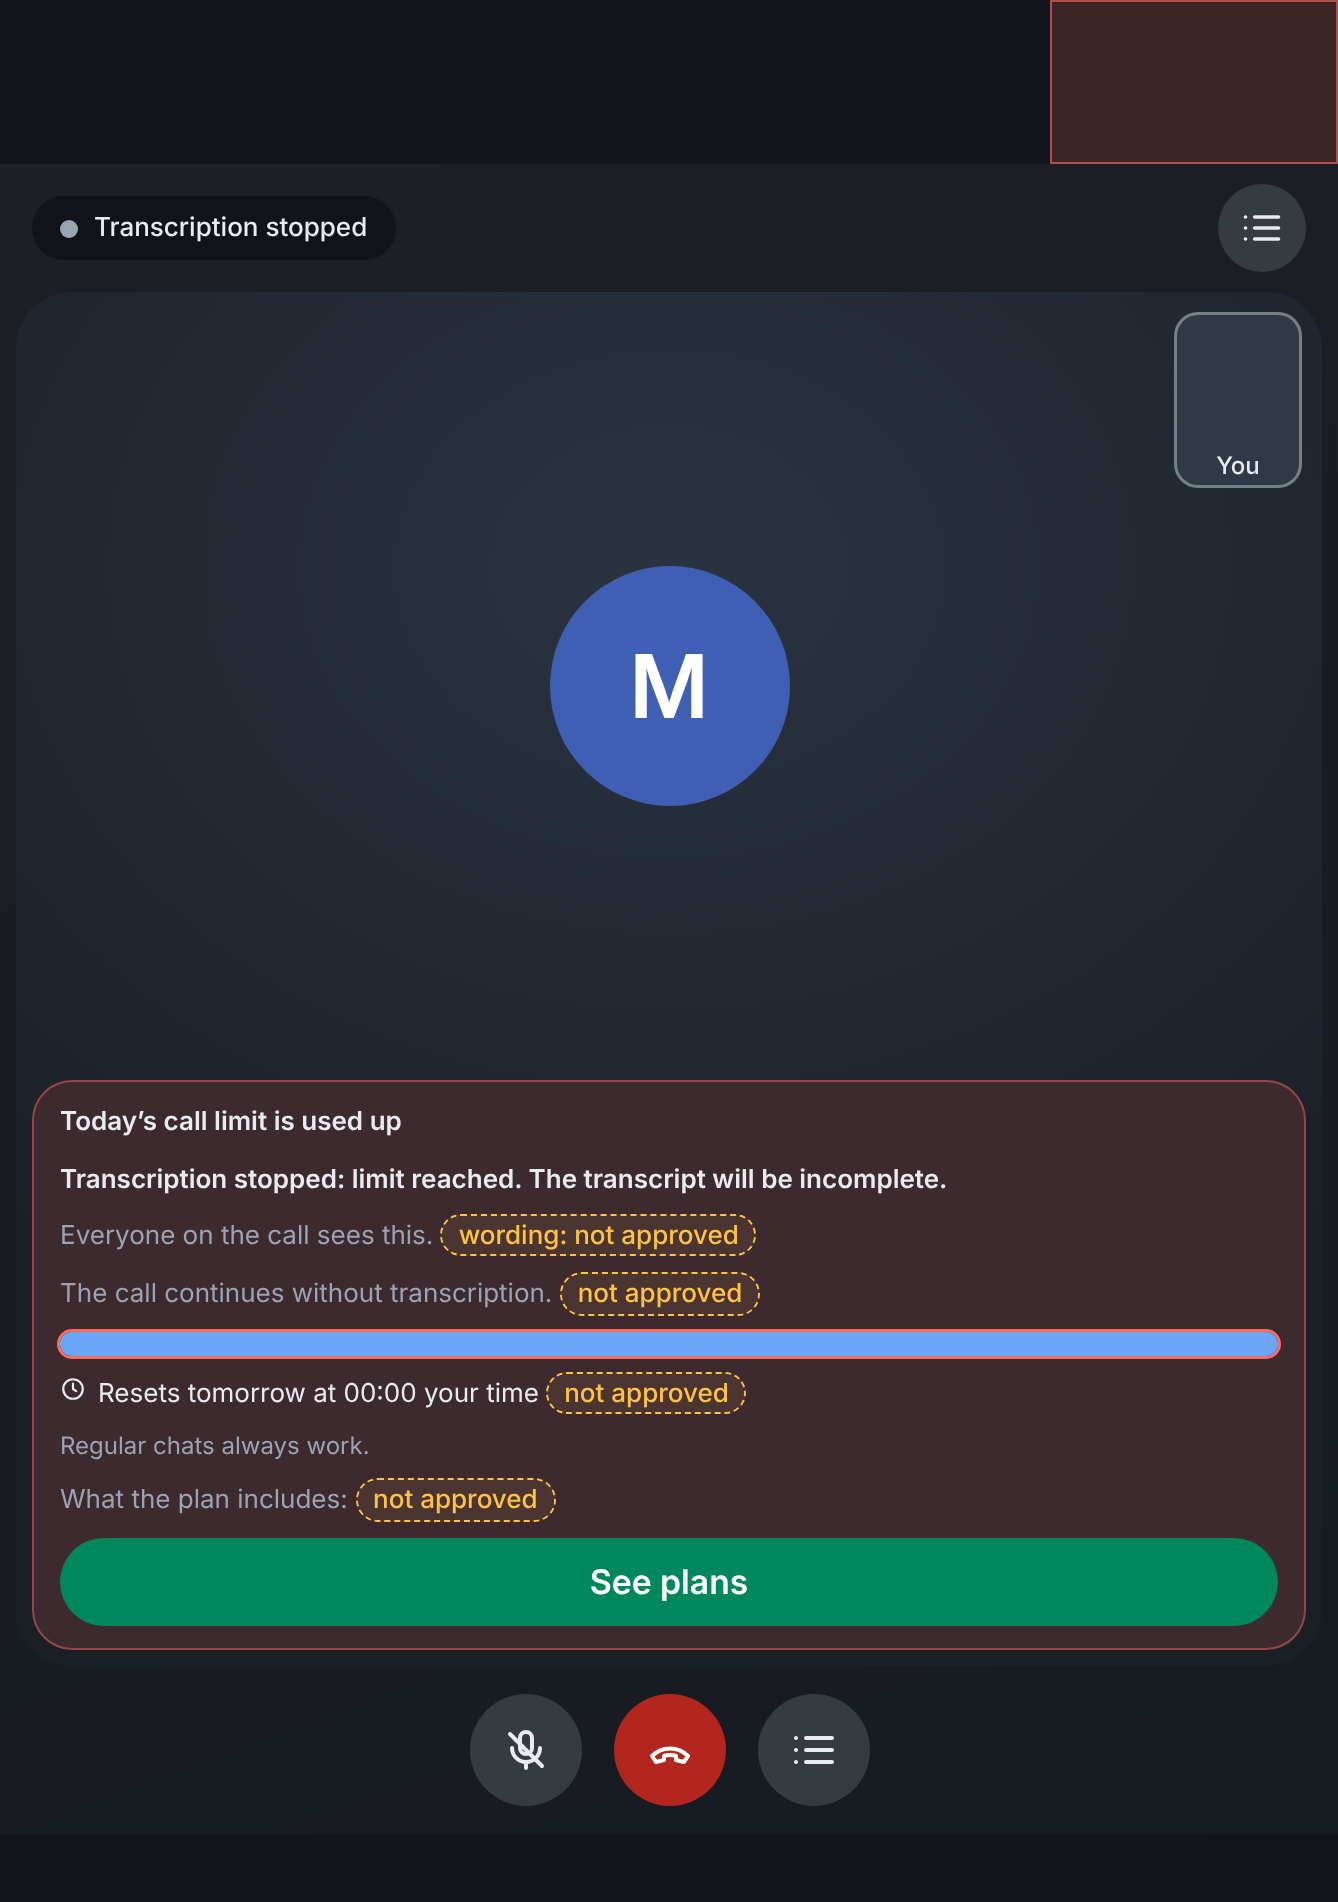 Transcription stopped
You
M
Today’s call limit is used up
Transcription stopped: limit reached. The transcript will be incomplete.
Everyone on the call sees this. wording: not approved
The call continues without transcription. not approved
Resets tomorrow at 00:00 your time not approved
Regular chats always work.
What the plan includes: not approved
See plans